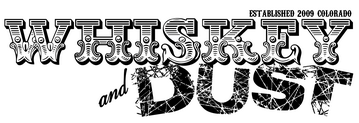 ESTABLISHED 2009 COLORADO
WHISKEY
and DUST